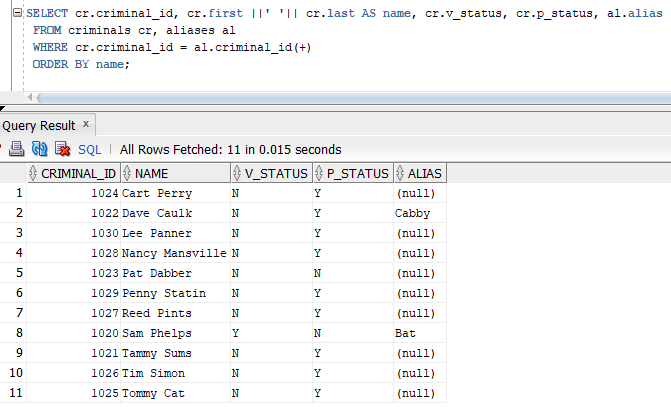 SELECT cr.criminal_id, cr.first ||' '|| cr.last AS name, cr.v_status, cr.p_status, al.alias
FROM criminals cr, aliases al
WHERE cr.criminal_id = al.criminal_id(+)
ORDER BY name;
Query Result x
SQL | All Rows Fetched: 11 in 0.015 seconds
CRIMINAL_ID NAME V_STATUS P_STATUS ALIAS
1 1024 Cart Perry N Y (null)
2 1022 Dave Caulk N Y Cabby
3 1030 Lee Panner N Y (null)
4 1028 Nancy Mansville N Y (null)
5 1023 Pat Dabber N N (null)
6 1029 Penny Statin N Y (null)
7 1027 Reed Pints N Y (null)
8 1020 Sam Phelps Y N Bat
9 1021 Tammy Sums N Y (null)
10 1026 Tim Simon N Y (null)
11 1025 Tommy Cat N Y (null)